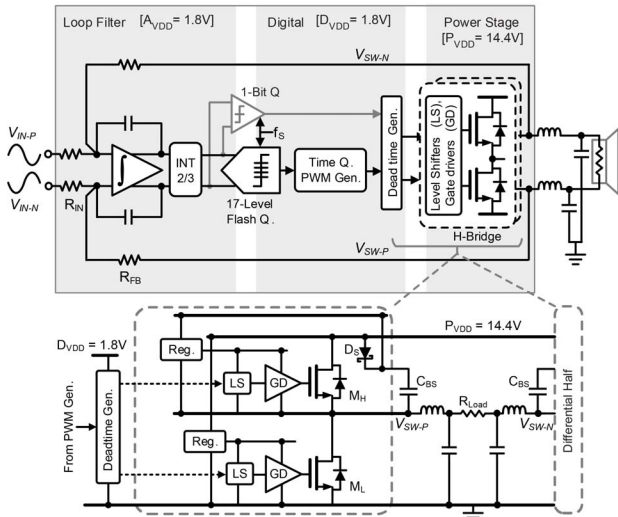 Loop Filter [AVDD= 1.8V]
Digital [DVDD= 1.8V]
Power Stage
[PVDD= 14.4V]
VSW-N
1-Bit Q
fS
VIN-P
VIN-N
RIN
INT
2/3
17-Level
Flash Q.
Time Q.
PWM Gen.
Dead time Gen.
Level Shifters (LS),
Gate drivers (GD)
H-Bridge
VSW-P
RFB
DVDD = 1.8V
From PWM Gen.
Deadtime Gen.
Reg.
LS
GD
MH
DS
PVDD = 14.4V
CBS
RLoad
CBS
VSW-P
VSW-N
Reg.
LS
GD
ML
Differential Half